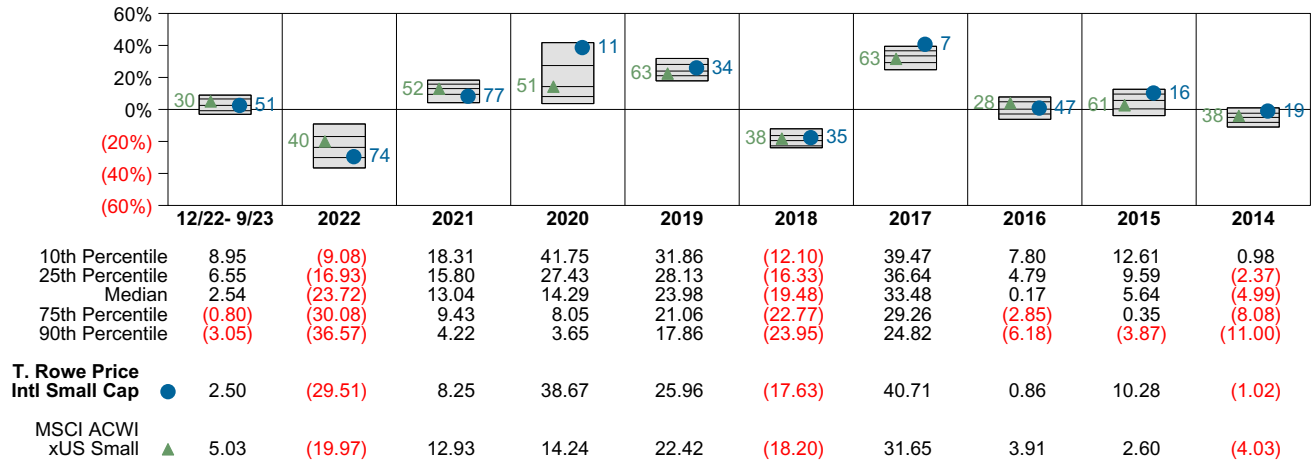 60%
40%
20%
0%
(20%)
(40%)
(60%)
30 51
40 74
52 77
51 11
63 34
38 35
63 7
28 47
61 16
38 19
12/22- 9/23 2022 2021 2020 2019 2018 2017 2016 2015 2014
10th Percentile 8.95 (9.08) 18.31 41.75 31.86 (12.10) 39.47 7.80 12.61 0.98
25th Percentile 6.55 (16.93) 15.80 27.43 28.13 (16.33) 36.64 4.79 9.59 (2.37)
Median 2.54 (23.72) 13.04 14.29 23.98 (19.48) 33.48 0.17 5.64 (4.99)
75th Percentile (0.80) (30.08) 9.43 8.05 21.06 (22.77) 29.26 (2.85) 0.35 (8.08)
90th Percentile (3.05) (36.57) 4.22 3.65 17.86 (23.95) 24.82 (6.18) (3.87) (11.00)
T. Rowe Price
Intl Small Cap 2.50 (29.51) 8.25 38.67 25.96 (17.63) 40.71 0.86 10.28 (1.02)
MSCI ACWI
xUS Small 5.03 (19.97) 12.93 14.24 22.42 (18.20) 31.65 3.91 2.60 (4.03)